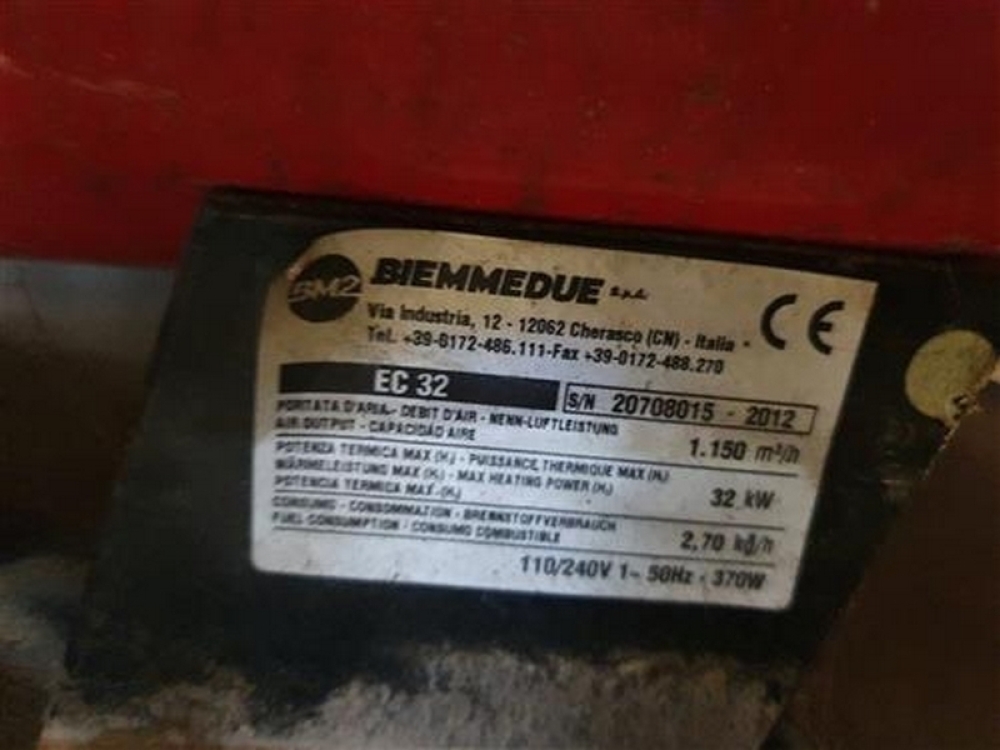 BM2 BIEMMEDUE s.p.a.
Via Industria, 12 - 12062 Cherasco (CN) - Italia -
Tel. +39-0172-486.111-Fax +39-0172-488.270
CE
EC 32
S/N 20708015 - 2012
PORTATA D'ARIA - DEBIT D'AIR - NENN-LUFTLEISTUNG
AIR OUTPUT - CAPACIDAD AIRE
1.150 m³/h
POTENZA TERMICA MAX (Hᵢ) - PUISSANCE THERMIQUE MAX (Hᵢ)
WÄRMELEISTUNG MAX (Hᵢ) - MAX HEATING POWER (Hᵢ)
POTENCIA TERMICA MAX (Hᵢ)
32 kW
CONSUMO - CONSOMMATION - BRENNSTOFFVERBRAUCH
FUEL CONSUMPTION - CONSUMO COMBUSTIBLE
2,70 kg/h
110/240V 1~ 50Hz - 370W